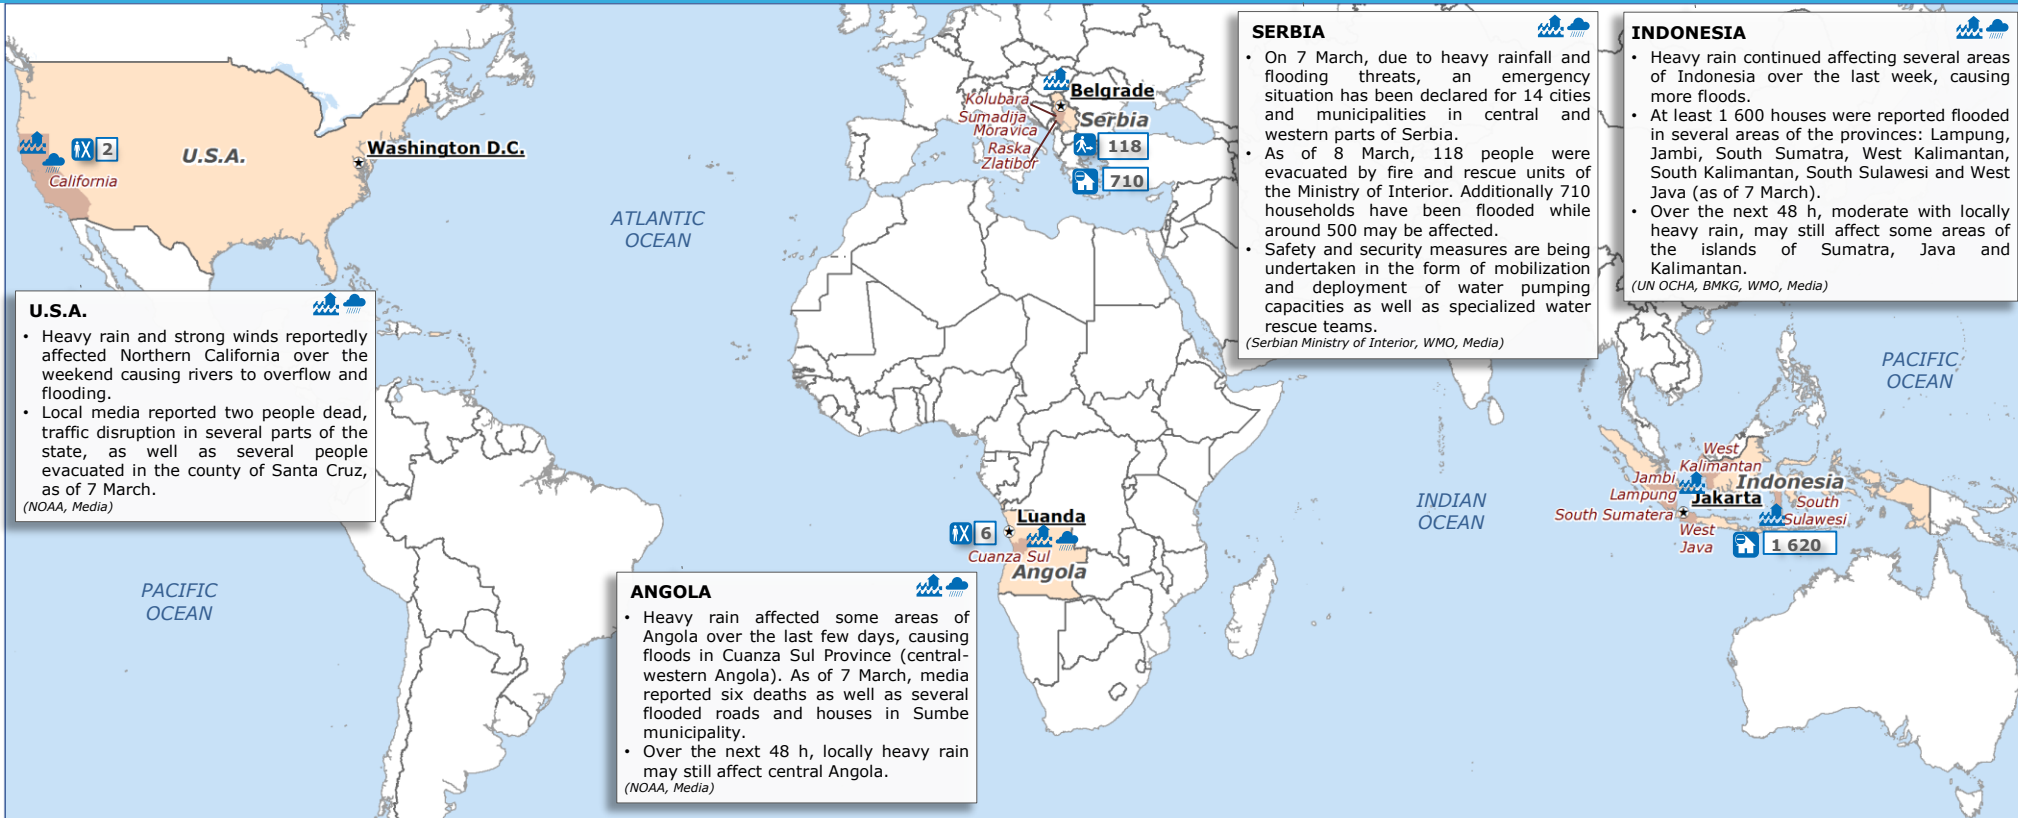 SERBIA
• On 7 March, due to heavy rainfall and
flooding threats, an emergency
situation has been declared for 14 cities
and municipalities in central and
western parts of Serbia.
• As of 8 March, 118 people were
evacuated by fire and rescue units of
the Ministry of Interior. Additionally 710
households have been flooded while
around 500 may be affected.
• Safety and security measures are being
undertaken in the form of mobilization
and deployment of water pumping
capacities as well as specialized water
rescue teams.
(Serbian Ministry of Interior, WMO, Media)
INDONESIA
• Heavy rain continued affecting several areas
of Indonesia over the last week, causing
more floods.
• At least 1 600 houses were reported flooded
in several areas of the provinces: Lampung,
Jambi, South Sumatra, West Kalimantan,
South Kalimantan, South Sulawesi and West
Java (as of 7 March).
• Over the next 48 h, moderate with locally
heavy rain, may still affect some areas of
the islands of Sumatra, Java and
Kalimantan.
(UN OCHA, BMKG, WMO, Media)
Belgrade
Kolubara
Sumadija
Moravica
Raska
Zlatibor
Serbia
118
710
2
U.S.A.
Washington D.C.
California
ATLANTIC
OCEAN
U.S.A.
• Heavy rain and strong winds reportedly
affected Northern California over the
weekend causing rivers to overflow and
flooding.
• Local media reported two people dead,
traffic disruption in several parts of the
state, as well as several people
evacuated in the county of Santa Cruz,
as of 7 March.
(NOAA, Media)
PACIFIC
OCEAN
West
Kalimantan
Jambi
Indonesia
Lampung
Jakarta
South Sumatera
South
Sulawesi
West
Java
1 620
INDIAN
OCEAN
Luanda
6
Cuanza Sul
Angola
PACIFIC
OCEAN
ANGOLA
• Heavy rain affected some areas of
Angola over the last few days, causing
floods in Cuanza Sul Province (central-
western Angola). As of 7 March, media
reported six deaths as well as several
flooded roads and houses in Sumbe
municipality.
• Over the next 48 h, locally heavy rain
may still affect central Angola.
(NOAA, Media)